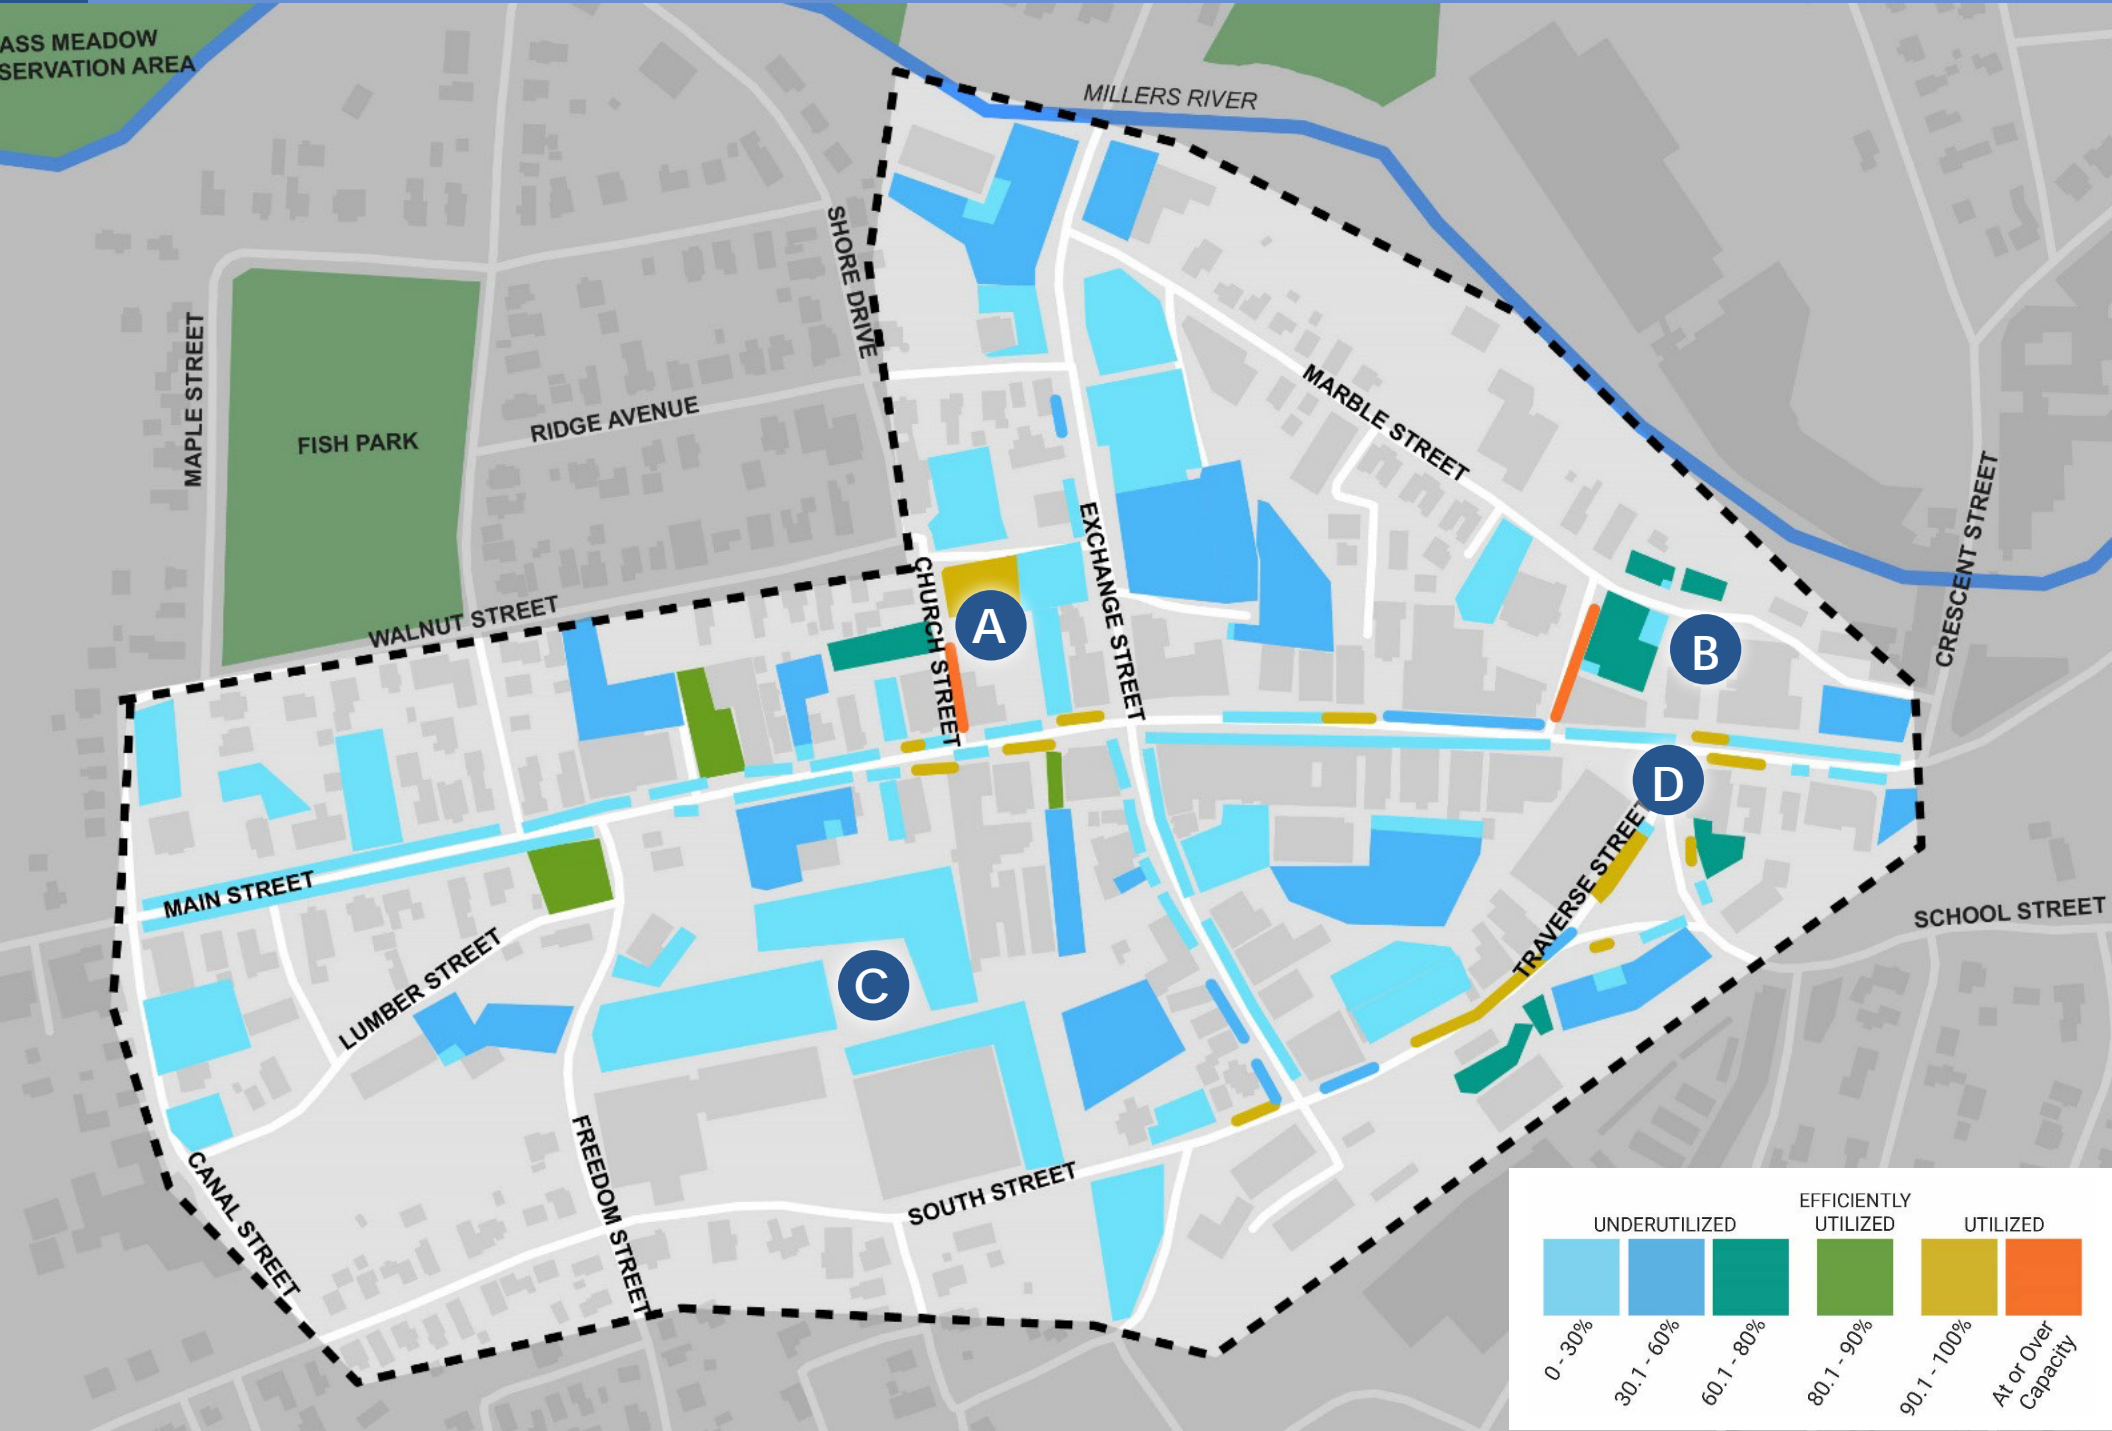 ASS MEADOW
SERVATION AREA
MILLERS RIVER
SHORE DRIVE
MAPLE STREET
FISH PARK
RIDGE AVENUE
MARBLE STREET
CRESCENT STREET
EXCHANGE STREET
CHURCH STREET
WALNUT STREET
A
B
D
MAIN STREET
TRAVERSE STREET
SCHOOL STREET
LUMBER STREET
C
CANAL STREET
FREEDOM STREET
SOUTH STREET
UNDERUTILIZED
EFFICIENTLY
UTILIZED
UTILIZED
0 - 30%
30.1 - 60%
60.1 - 80%
80.1 - 90%
90.1 - 100%
At or Over
Capacity